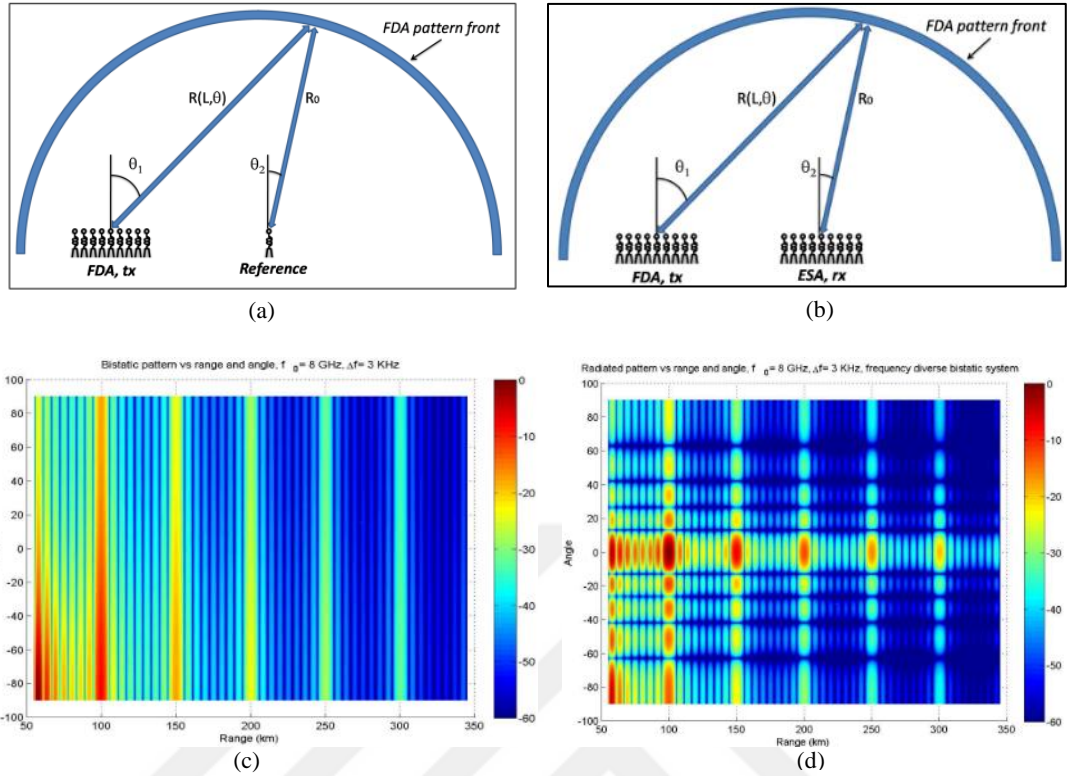 FDA pattern front
R(L,θ)
R₀
θ₁
θ₂
FDA, tx
Reference
(a)
FDA pattern front
R(L,θ)
R₀
θ₁
θ₂
FDA, tx
ESA, rx
(b)
Bistatic pattern vs range and angle, f ₀= 8 GHz, Δf= 3 KHz
100
80
60
40
20
0
-20
-40
-60
-80
-100
50 100 150 200 250 300 350
Range (km)
0
-10
-20
-30
-40
-50
-60
(c)
Radiated pattern vs range and angle, f ₀= 8 GHz, Δf= 3 KHz, frequency diverse bistatic system
100
80
60
40
20
0
-20
-40
-60
-80
-100
Angle
50 100 150 200 250 300 350
Range (km)
0
-10
-20
-30
-40
-50
-60
(d)